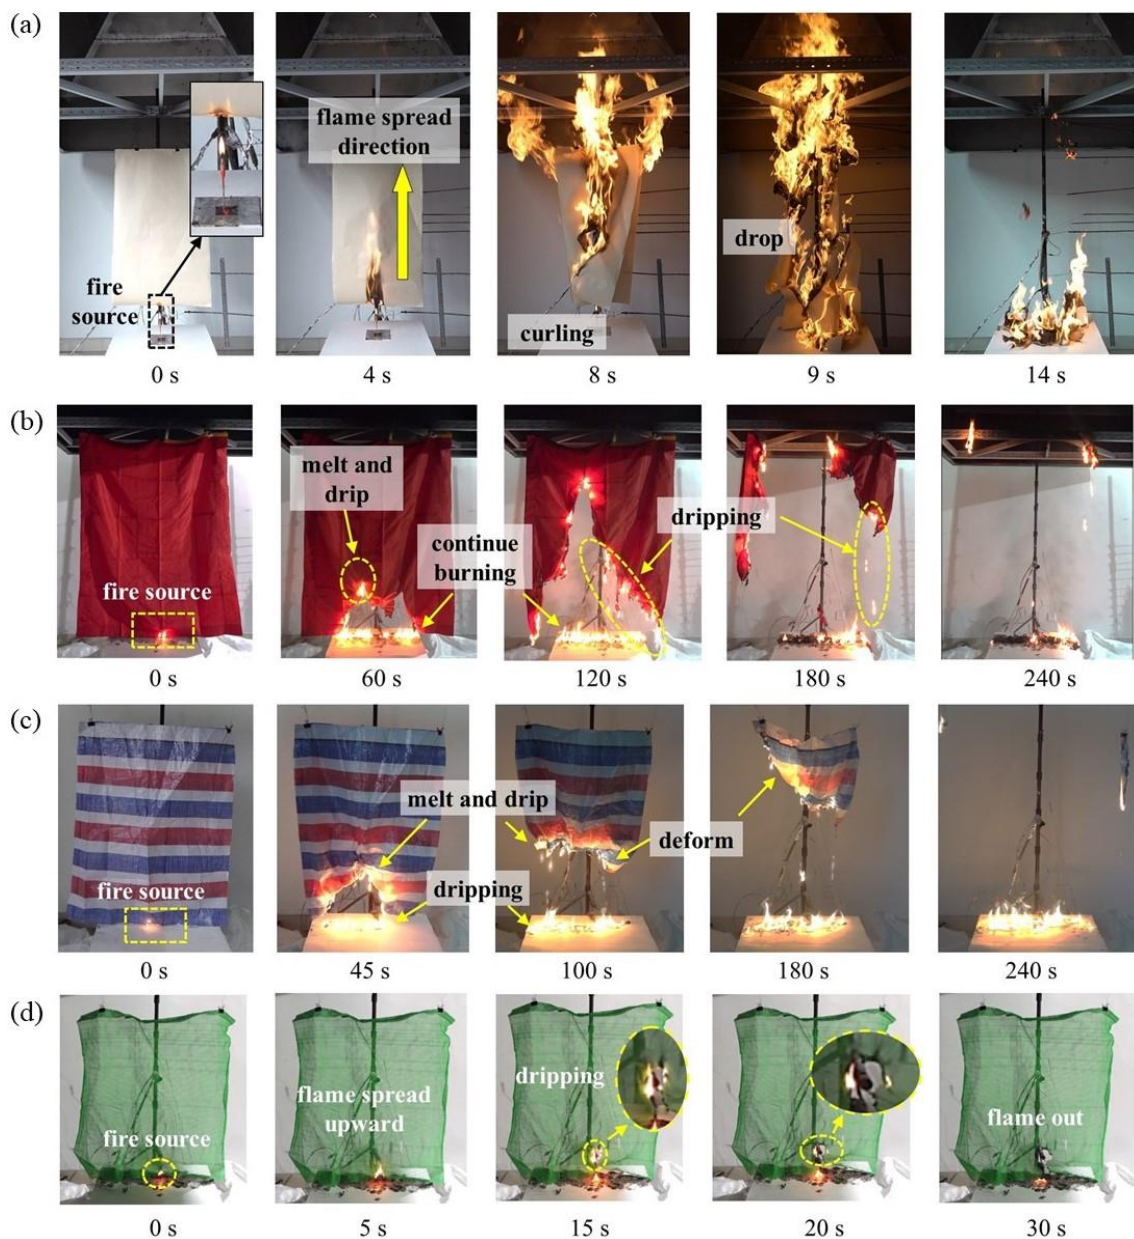 (a)
flame spread
direction
drop
fire
source
curling
0 s
4 s
8 s
9 s
14 s
(b)
melt and
drip
dripping
continue
burning
fire source
0 s
60 s
120 s
180 s
240 s
(c)
melt and drip
deform
fire source
dripping
0 s
45 s
100 s
180 s
240 s
(d)
dripping
flame spread
upward
flame out
fire source
0 s
5 s
15 s
20 s
30 s